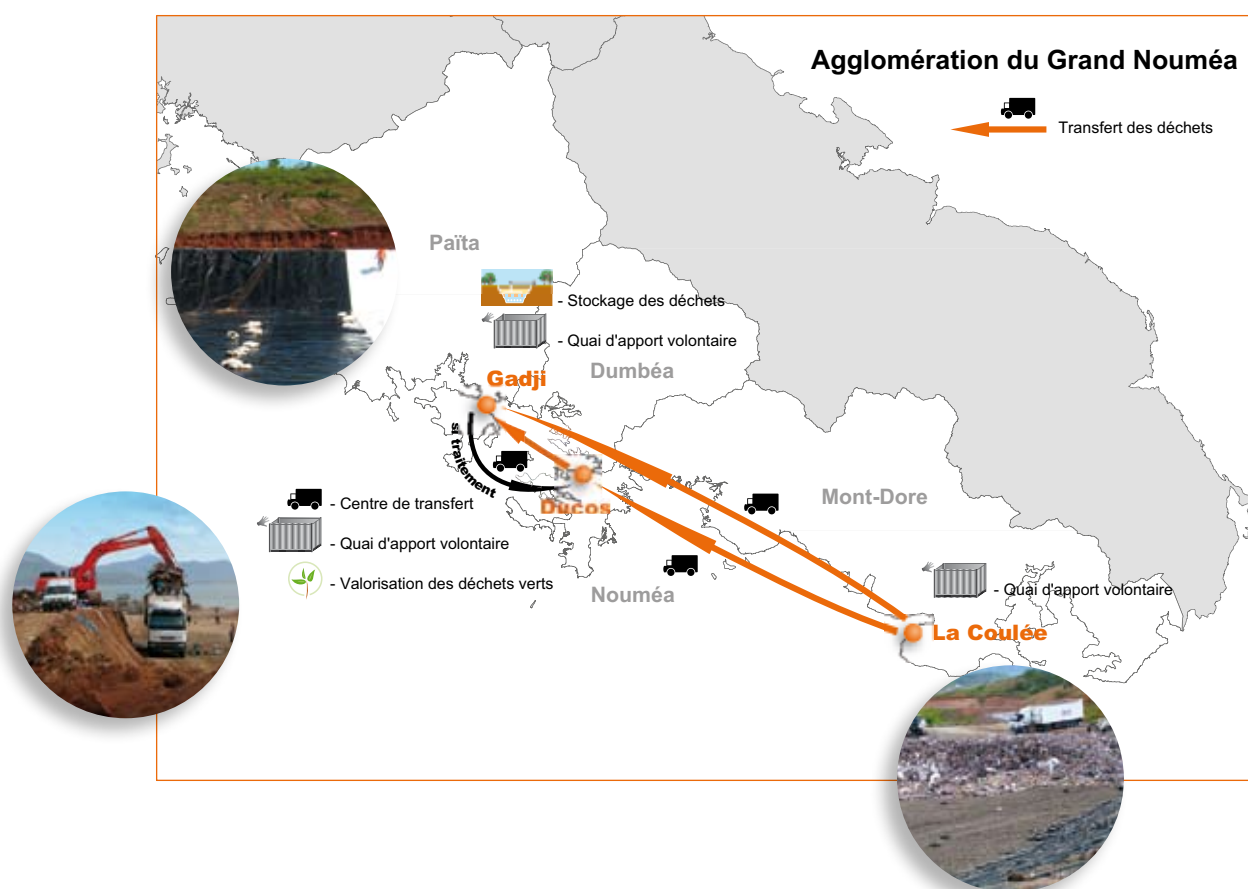 Agglomération du Grand Nouméa
Transfert des déchets
Païta
- Stockage des déchets
- Quai d'apport volontaire
Dumbéa
Gadji
si traitement
Ducos
Mont-Dore
- Centre de transfert
- Quai d'apport volontaire
- Valorisation des déchets verts
Nouméa
- Quai d'apport volontaire
La Coulée